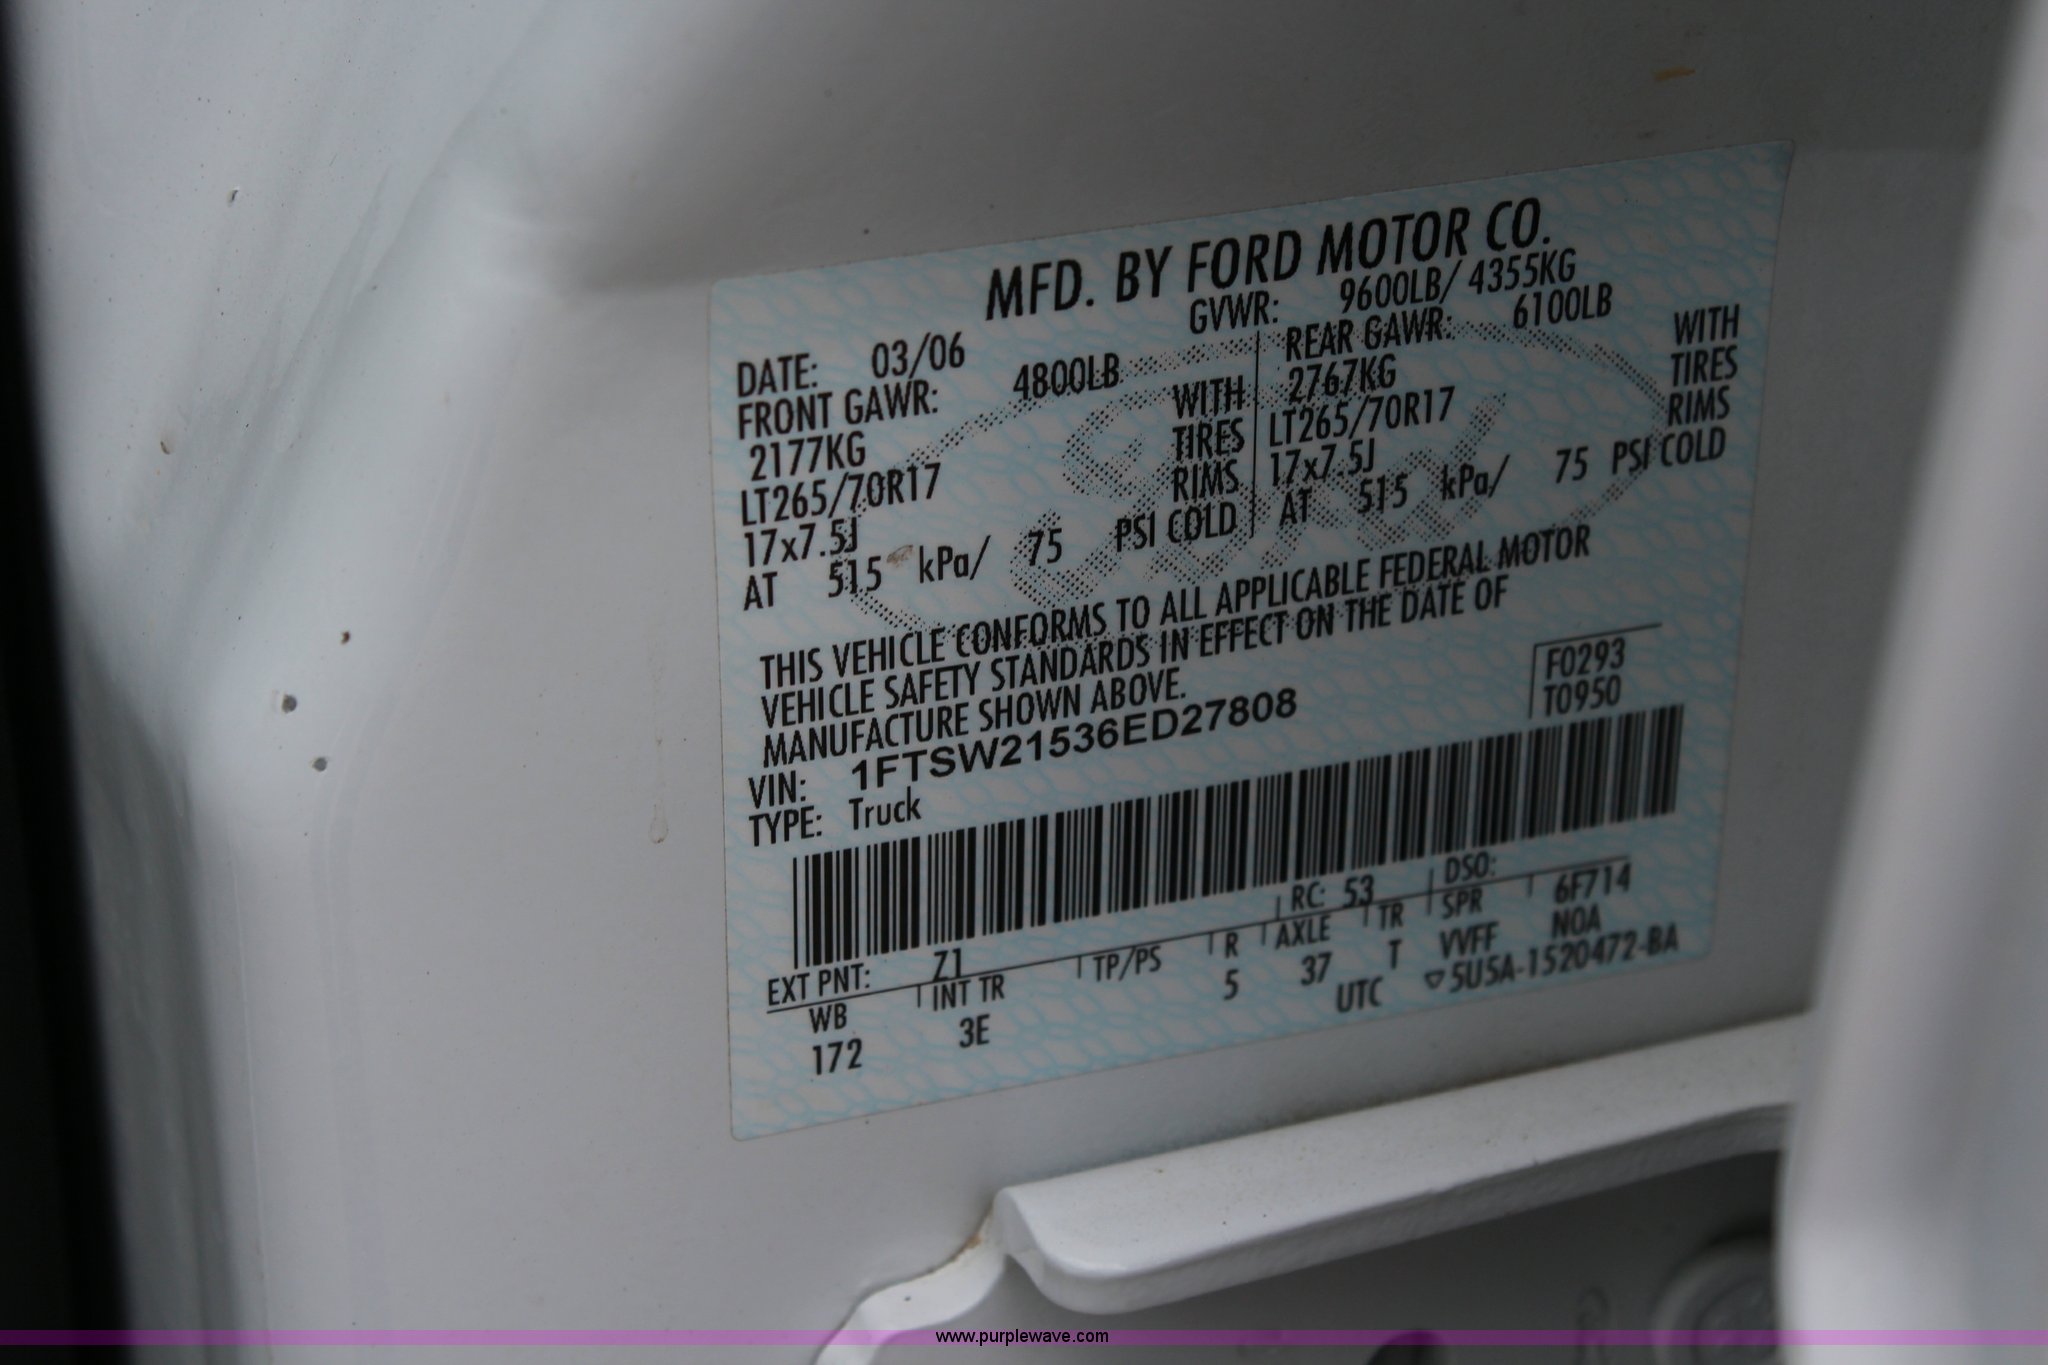 MFD. BY FORD MOTOR CO.
DATE: 03/06 GVWR: 9600LB/ 4355KG
FRONT GAWR: 4800LB REAR GAWR: 6100LB
2177KG WITH 2767KG WITH
LT265/70R17 TIRES LT265/70R17 TIRES
17x7.5J RIMS 17x7.5J RIMS
AT 515 kPa/ 75 PSI COLD AT 515 kPa/ 75 PSI COLD
THIS VEHICLE CONFORMS TO ALL APPLICABLE FEDERAL MOTOR
VEHICLE SAFETY STANDARDS IN EFFECT ON THE DATE OF
MANUFACTURE SHOWN ABOVE.
F0293
VIN: 1FTSW21536ED27808 T0950
TYPE: Truck
EXT PNT: Z1 RC: 53 DSO:
WB INT TR TP/PS R AXLE TR SPR 6F714
172 3E 5 37 T VVFF NOA
UTC ▽5U5A-1520472-BA
Ford
www.purplewave.com